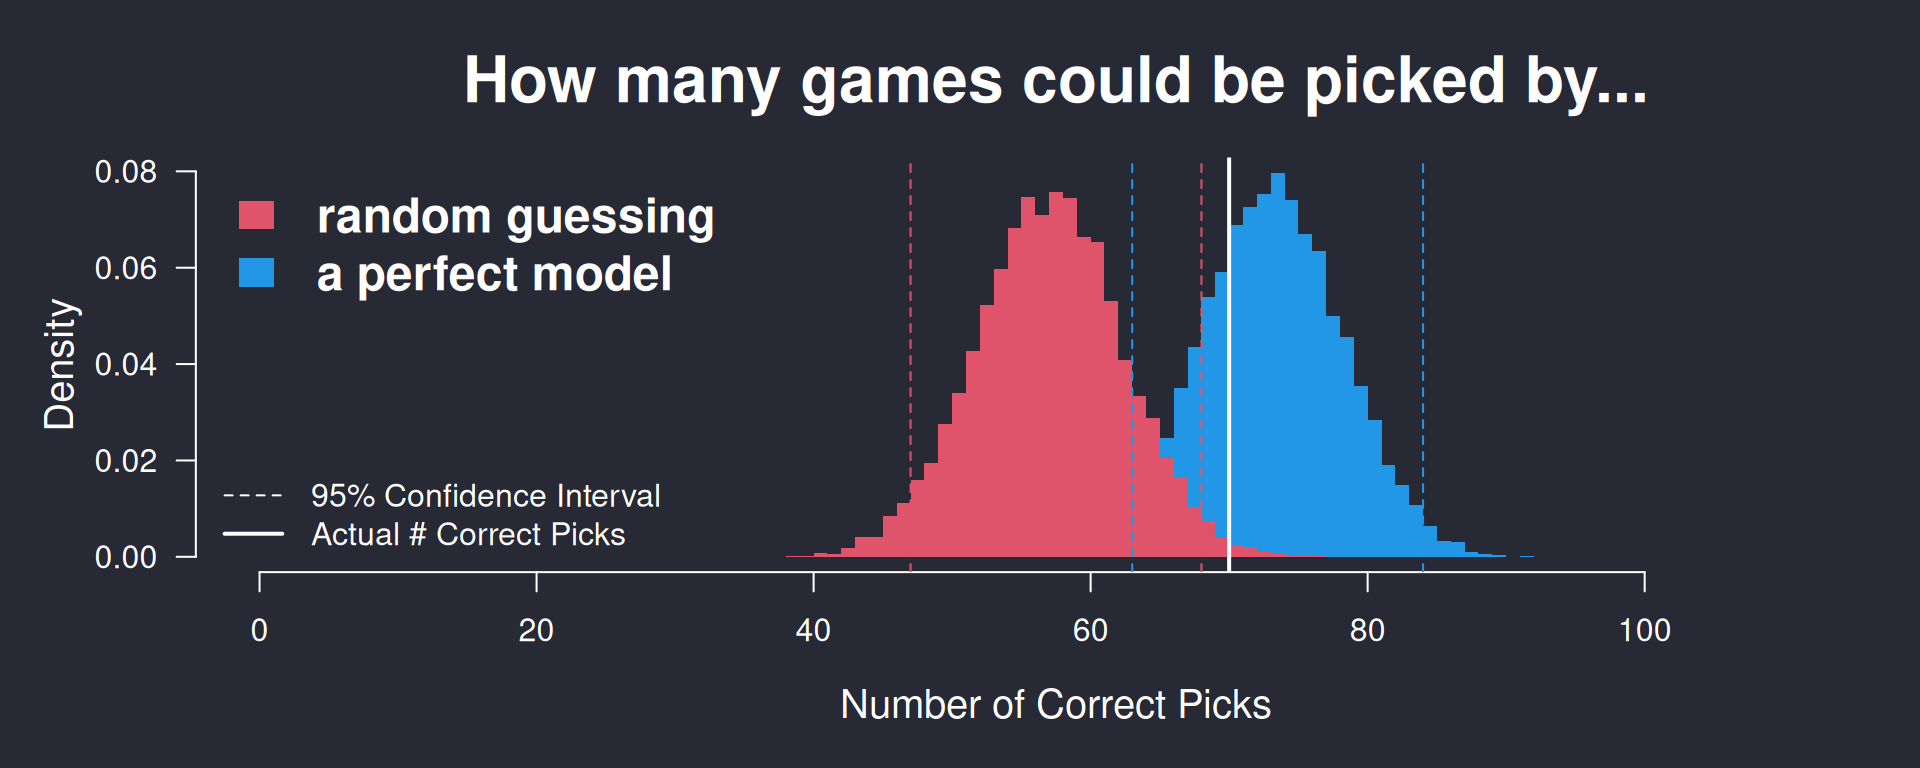 How many games could be picked by...
random guessing
a perfect model
95% Confidence Interval
Actual # Correct Picks
Density
0.08
0.06
0.04
0.02
0.00
0 20 40 60 80 100
Number of Correct Picks